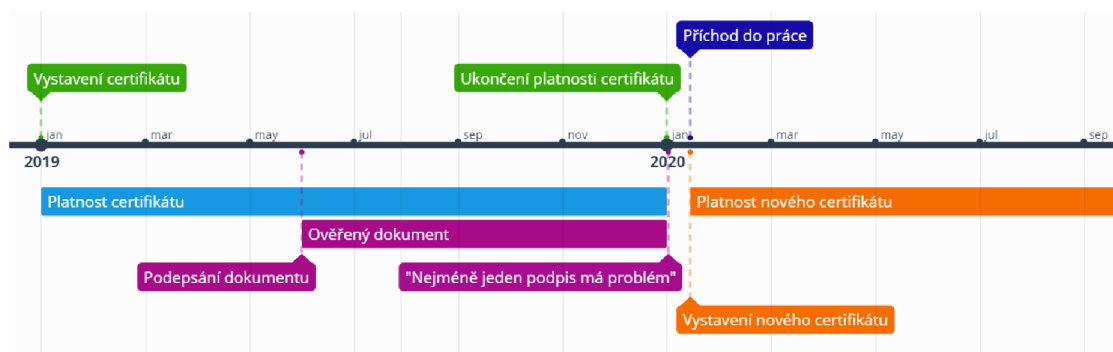 Příchod do práce
Vystavení certifikátu
Ukončení platnosti certifikátu
jan mar may jul sep nov jan mar may jul sep
2019 2020
Platnost certifikátu
Platnost nového certifikátu
Ověřený dokument
Podepsání dokumentu
"Nejméně jeden podpis má problém"
Vystavení nového certifikátu